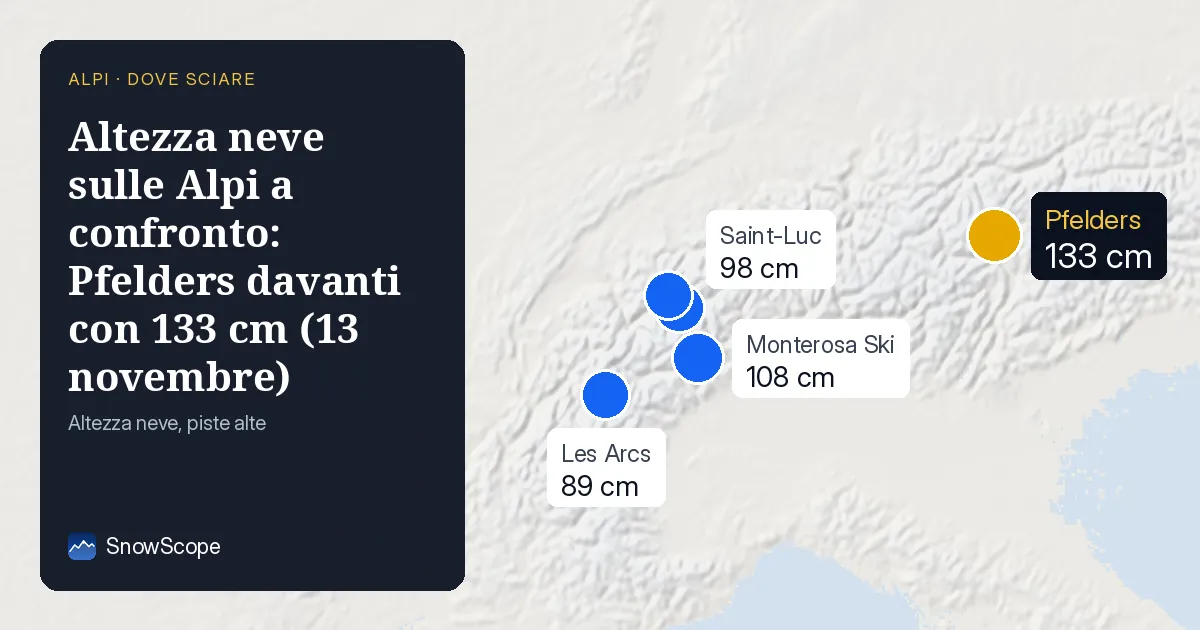 ALPI · DOVE SCIARE
Altezza neve
sulle Alpi a
confronto:
Pfelders davanti
con 133 cm (13
novembre)
Altezza neve, piste alte
SnowScope
Saint-Luc
98 cm
Pfelders
133 cm
Monterosa Ski
108 cm
Les Arcs
89 cm